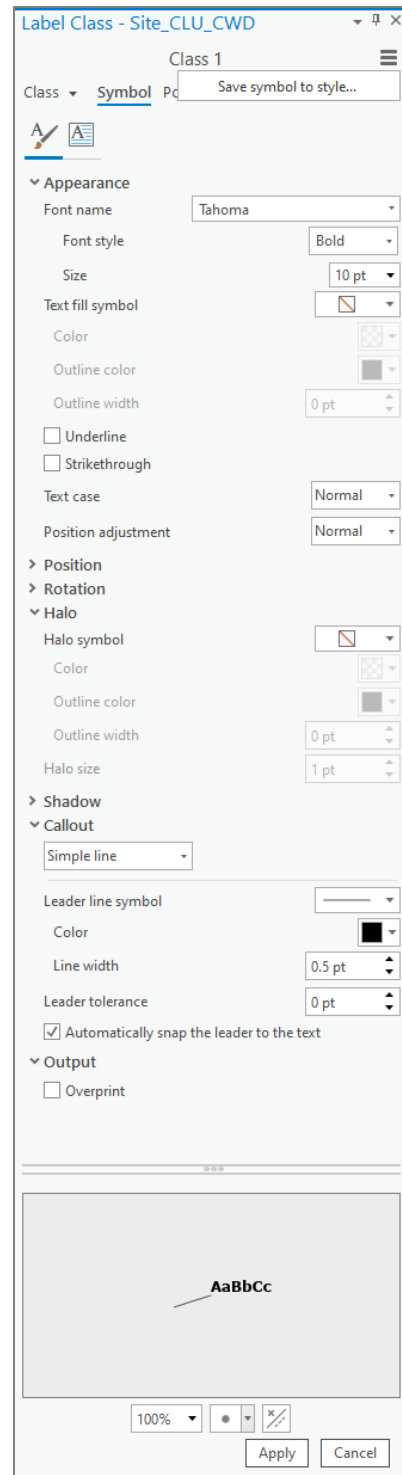 Label Class - Site_CLU_CWD
Class 1
Class Symbol Po
Save symbol to style...
Appearance
Font name Tahoma
Font style Bold
Size 10 pt
Text fill symbol
Color
Outline color
Outline width 0 pt
Underline
Strikethrough
Text case Normal
Position adjustment Normal
Position
Rotation
Halo
Halo symbol
Color
Outline color
Outline width 0 pt
Halo size 1 pt
Shadow
Callout
Simple line
Leader line symbol
Color
Line width 0.5 pt
Leader tolerance 0 pt
Automatically snap the leader to the text
Output
Overprint
AaBbCc
100%
Apply Cancel